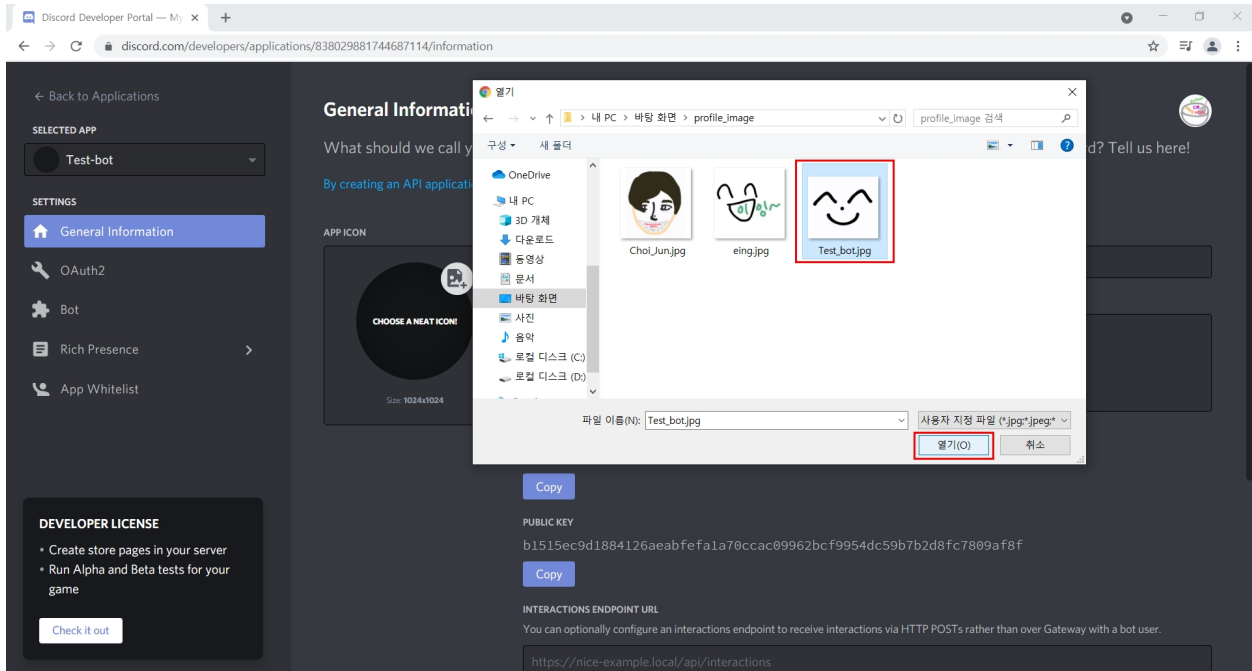 Discord Developer Portal — My
discord.com/developers/applications/838029881744687114/information
← Back to Applications
SELECTED APP
Test-bot
SETTINGS
General Information
OAuth2
Bot
Rich Presence
App Whitelist
DEVELOPER LICENSE
• Create store pages in your server
• Run Alpha and Beta tests for your
game
Check it out
General Informati
What should we call y
d? Tell us here!
By creating an API applicati
APP ICON
CHOOSE A NEAT ICON!
Size: 1024x1024
열기
내 PC > 바탕 화면 > profile_image
profile_image 검색
구성
새 폴더
OneDrive
내 PC
3D 개체
다운로드
동영상
문서
바탕 화면
사진
음악
로컬 디스크 (C:)
로컬 디스크 (D:)
이잉~
Choi_Jun.jpg
eing.jpg
Test_bot.jpg
파일 이름(N):
Test_bot.jpg
사용자 지정 파일 (*.jpg;*.jpeg;*
열기(O)
취소
Copy
PUBLIC KEY
b1515ec9d1884126aeabfefa1a70ccac09962bcf9954dc59b7b2d8fc7809af8f
Copy
INTERACTIONS ENDPOINT URL
You can optionally configure an interactions endpoint to receive interactions via HTTP POSTs rather than over Gateway with a bot user.
https://nice-example.local/api/interactions